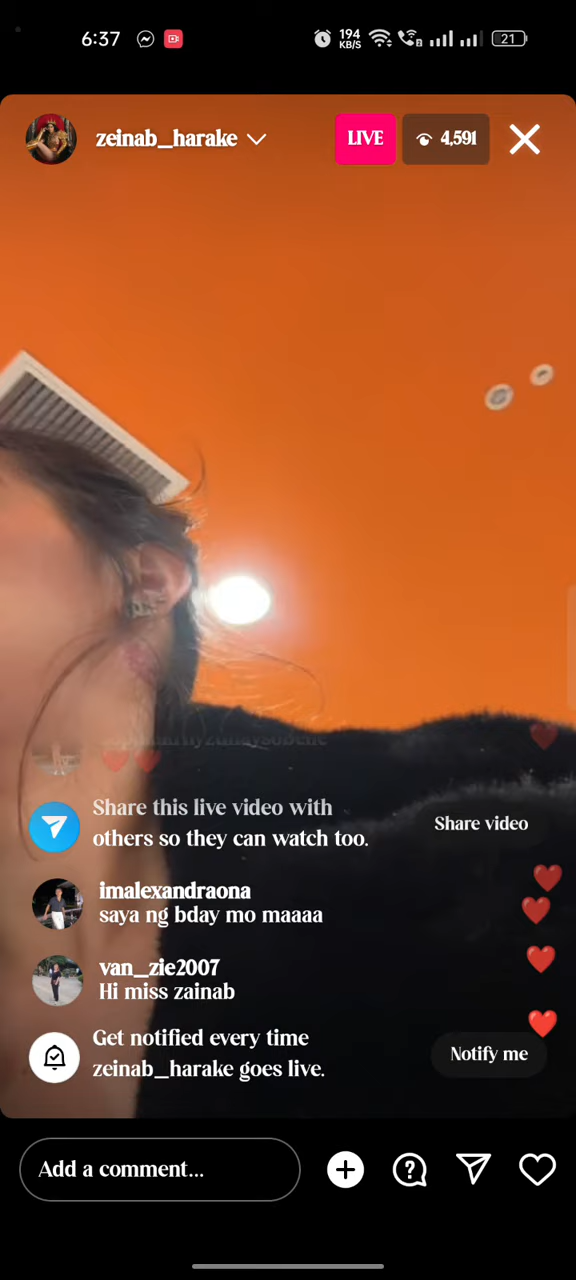 6:37
194
KB/S
21
zeinab_harake
LIVE
4,591
Share this live video with
others so they can watch too.
Share video
imalexandraona
saya ng bday mo maaaa
van_zie2007
Hi miss zainab
Get notified every time
zeinab_harake goes live.
Notify me
Add a comment...